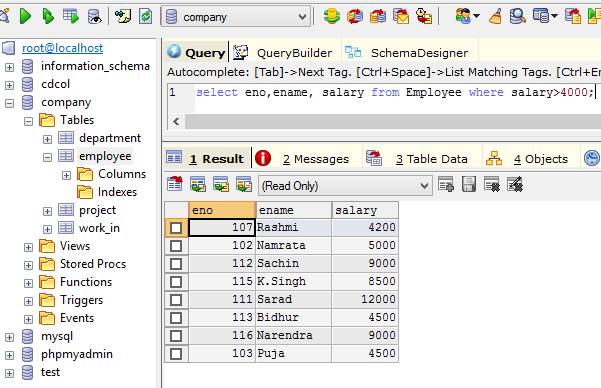 company
root@localhost
information_schema
cdcol
company
Tables
department
employee
Columns
Indexes
project
work_in
Views
Stored Procs
Functions
Triggers
Events
mysql
phpmyadmin
test
Query QueryBuilder SchemaDesigner
Autocomplete: [Tab]->Next Tag. [Ctrl+Space]->List Matching Tags. [Ctrl+En
1 select eno,ename, salary from Employee where salary>4000;
1 Result 2 Messages 3 Table Data 4 Objects
(Read Only)
eno ename salary
107 Rashmi 4200
102 Namrata 5000
112 Sachin 9000
115 K.Singh 8500
111 Sarad 12000
113 Bidhur 4500
116 Narendra 9000
103 Puja 4500